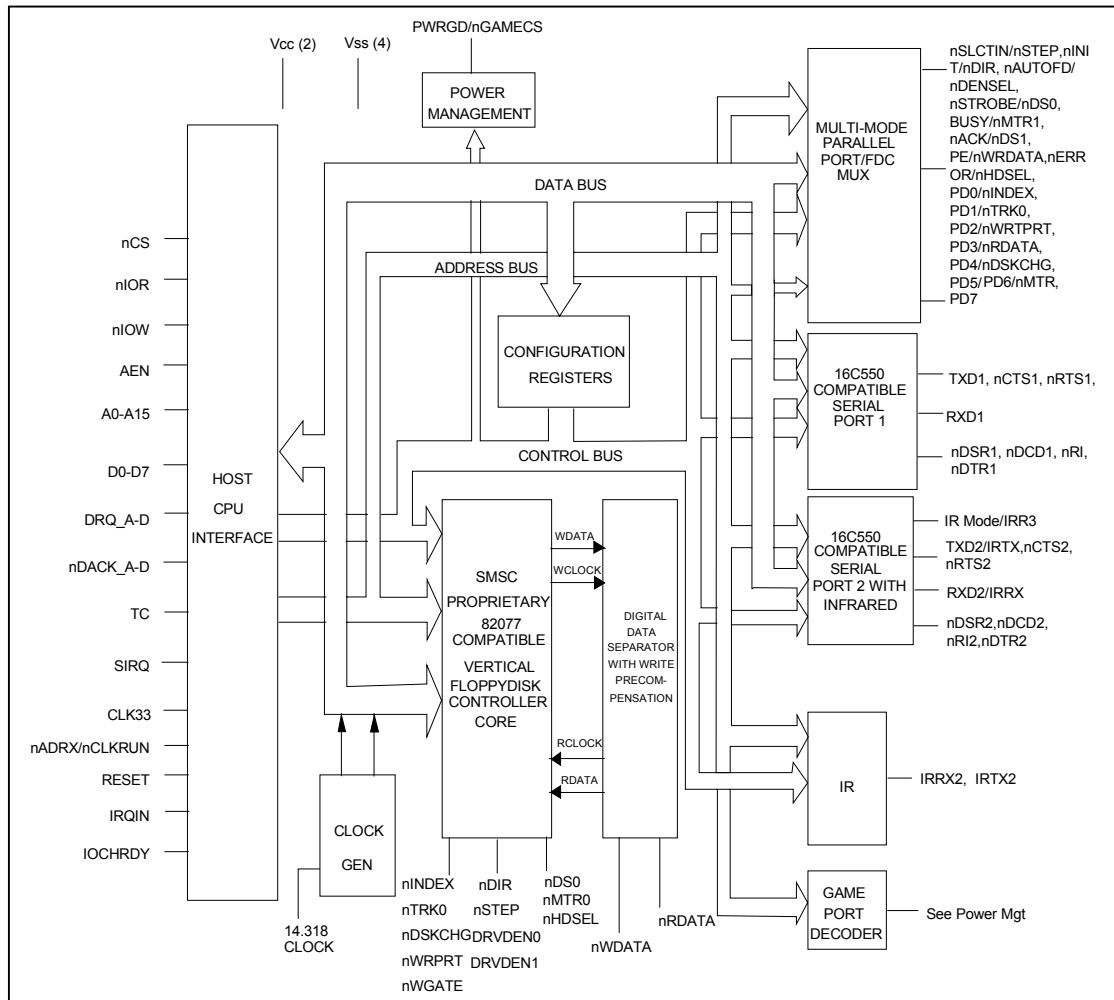 PWRGD/nGAMECS
Vcc (2)
Vss (4)
POWER
MANAGEMENT
nSLCTIN/nSTEP,nINI
T/nDIR, nAUTOFD/
nDENSEL,
nSTROBE/nDS0,
BUSY/nMTR1,
nACK/nDS1,
PE/nWRDATA,nERR
OR/nHDSEL,
PD0/nINDEX,
PD1/nTRK0,
PD2/nWRTPRT,
PD3/nRDATA,
PD4/nDSKCHG,
PD5/PD6/nMTR,
PD7
MULTI-MODE
PARALLEL
PORT/FDC
MUX
DATA BUS
ADDRESS BUS
CONFIGURATION
REGISTERS
CONTROL BUS
nCS
nIOR
nIOW
AEN
A0-A15
D0-D7
DRQ_A-D
nDACK_A-D
TC
SIRQ
CLK33
nADRX/nCLKRUN
RESET
IRQIN
IOCHRDY
HOST
CPU
INTERFACE
16C550
COMPATIBLE
SERIAL
PORT 1
TXD1, nCTS1, nRTS1,
RXD1
nDSR1, nDCD1, nRI,
nDTR1
16C550
COMPATIBLE
SERIAL
PORT 2 WITH
INFRARED
IR Mode/IRR3
TXD2/IRTX,nCTS2,
nRTS2
RXD2/IRRX
nDSR2,nDCD2,
nRI2,nDTR2
SMSC
PROPRIETARY
82077
COMPATIBLE
VERTICAL
FLOPPYDISK
CONTROLLER
CORE
WDATA
WCLOCK
RCLOCK
RDATA
DIGITAL
DATA
SEPARATOR
WITH WRITE
PRECOM-
PENSATION
IR
IRRX2, IRTX2
GAME
PORT
DECODER
See Power Mgt
CLOCK
GEN
14.318
CLOCK
nINDEX
nTRK0
nDSKCHG
nWRPRT
nWGATE
nDIR
nSTEP
DRVDEN0
DRVDEN1
nDS0
nMTR0
nHDSEL
nWDATA
nRDATA